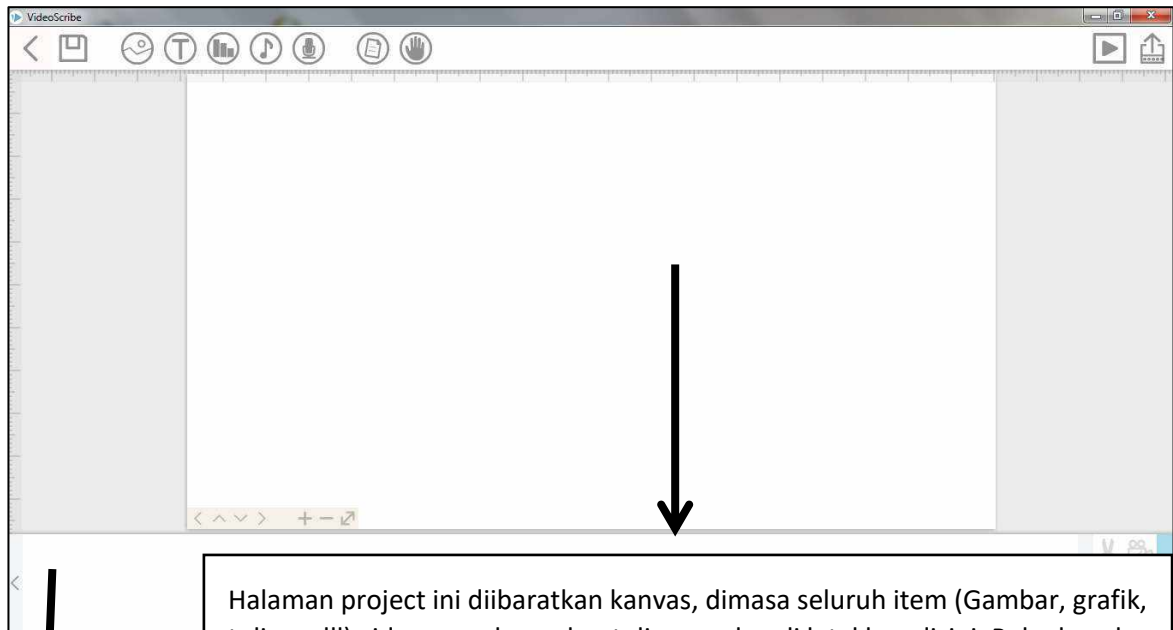 VideoScribe
T
Halaman project ini diibaratkan kanvas, dimasa seluruh item (Gambar, grafik,